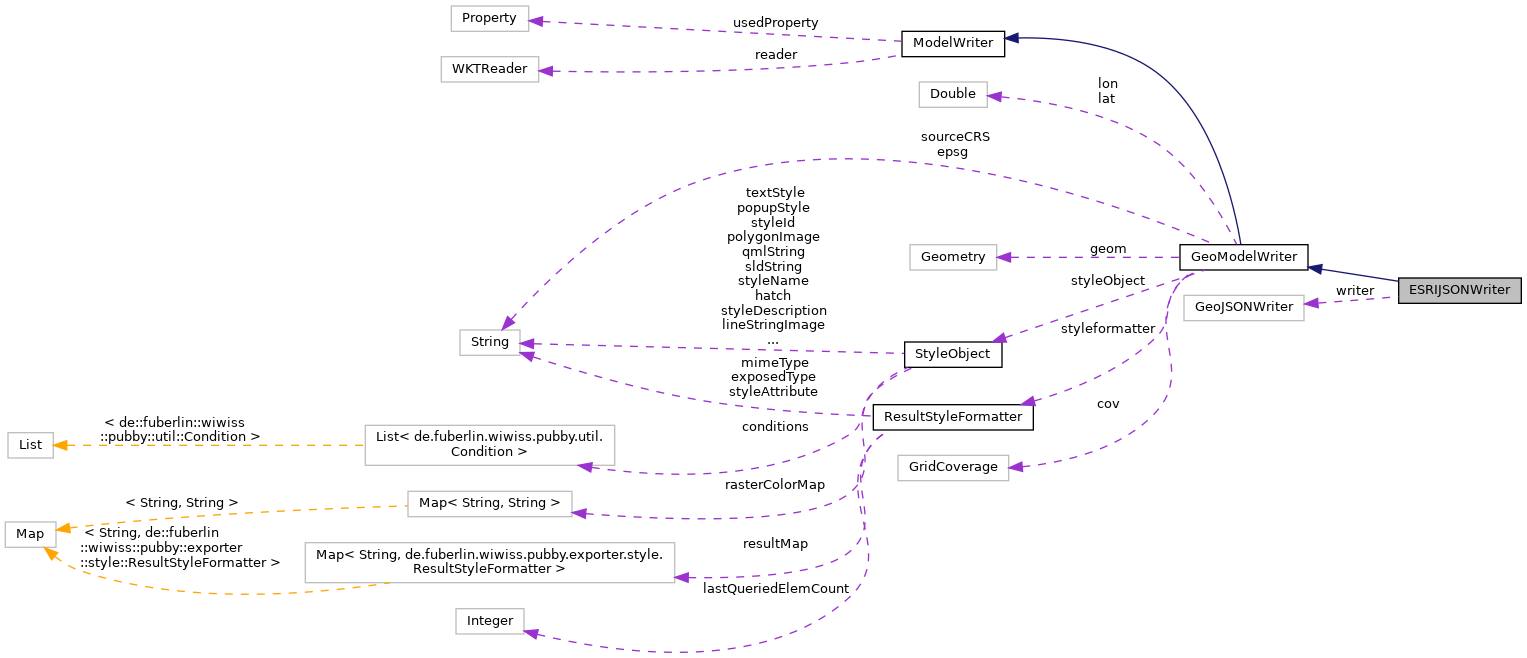 Property
usedProperty
ModelWriter
reader
WKTReader
Double
lon
lat
sourceCRS
epsg
textStyle
popupStyle
styleId
polygonImage
qmlString
sldString
styleName
hatch
styleDescription
lineStringImage
...
Geometry
geom
GeoModelWriter
styleObject
ESRIJSONWriter
writer
GeoJSONWriter
styleformatter
String
StyleObject
mimeType
exposedType
styleAttribute
ResultStyleFormatter
cov
conditions
< de::fuberlin::wiwiss
::pubby::util::Condition >
List
List< de.fuberlin.wiwiss.pubby.util.
Condition >
GridCoverage
rasterColorMap
< String, String >
Map< String, String >
Map
< String, de::fuberlin
::wiwiss::pubby::exporter
::style::ResultStyleFormatter >
resultMap
Map< String, de.fuberlin.wiwiss.pubby.exporter.style.
ResultStyleFormatter >
lastQueriedElemCount
Integer